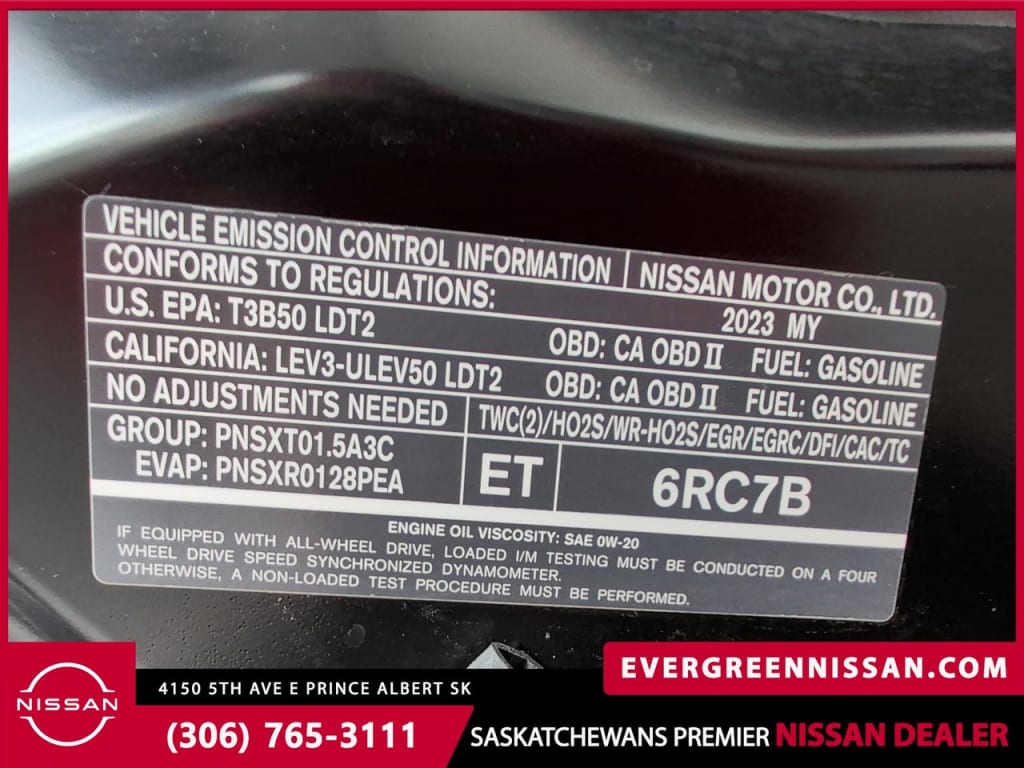 VEHICLE EMISSION CONTROL INFORMATION NISSAN MOTOR CO., LTD.
CONFORMS TO REGULATIONS: 2023 MY
U.S. EPA: T3B50 LDT2 OBD: CA OBD II FUEL: GASOLINE
CALIFORNIA: LEV3-ULEV50 LDT2 OBD: CA OBD II FUEL: GASOLINE
NO ADJUSTMENTS NEEDED TWC(2)/HO2S/WR-HO2S/EGR/EGRC/DFI/CAC/TC
GROUP: PNSXT01.5A3C
EVAP: PNSXR0128PEA
ET 6RC7B
ENGINE OIL VISCOSITY: SAE 0W-20
IF EQUIPPED WITH ALL-WHEEL DRIVE, LOADED I/M TESTING MUST BE CONDUCTED ON A FOUR
WHEEL DRIVE SPEED SYNCHRONIZED DYNAMOMETER.
OTHERWISE, A NON-LOADED TEST PROCEDURE MUST BE PERFORMED.
EVERGREENNISSAN.COM
NISSAN
4150 5TH AVE E PRINCE ALBERT SK
(306) 765-3111
SASKATCHEWANS PREMIER NISSAN DEALER